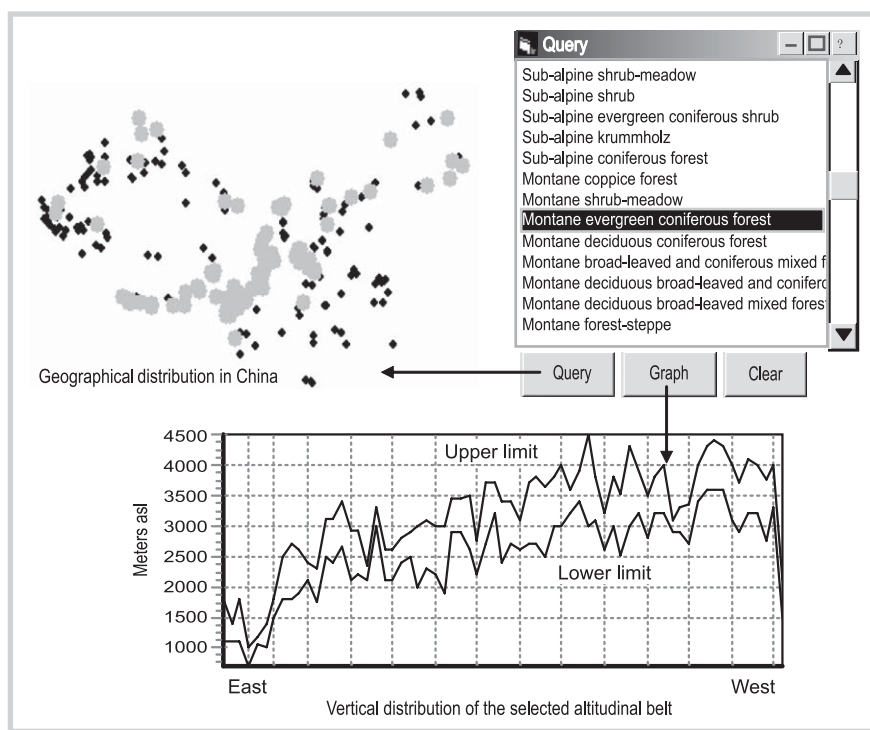 Query
?
Sub-alpine shrub-meadow
Sub-alpine shrub
Sub-alpine evergreen coniferous shrub
Sub-alpine krummholz
Sub-alpine coniferous forest
Montane coppice forest
Montane shrub-meadow
Montane evergreen coniferous forest
Montane deciduous coniferous forest
Montane broad-leaved and coniferous mixed f
Montane deciduous broad-leaved and conifero
Montane deciduous broad-leaved mixed forest
Montane forest-steppe
Geographical distribution in China
Query
Graph
Clear
4500
4000
3500
3000
2500
2000
1500
1000
Meters asl
Upper limit
Lower limit
East
West
Vertical distribution of the selected altitudinal belt